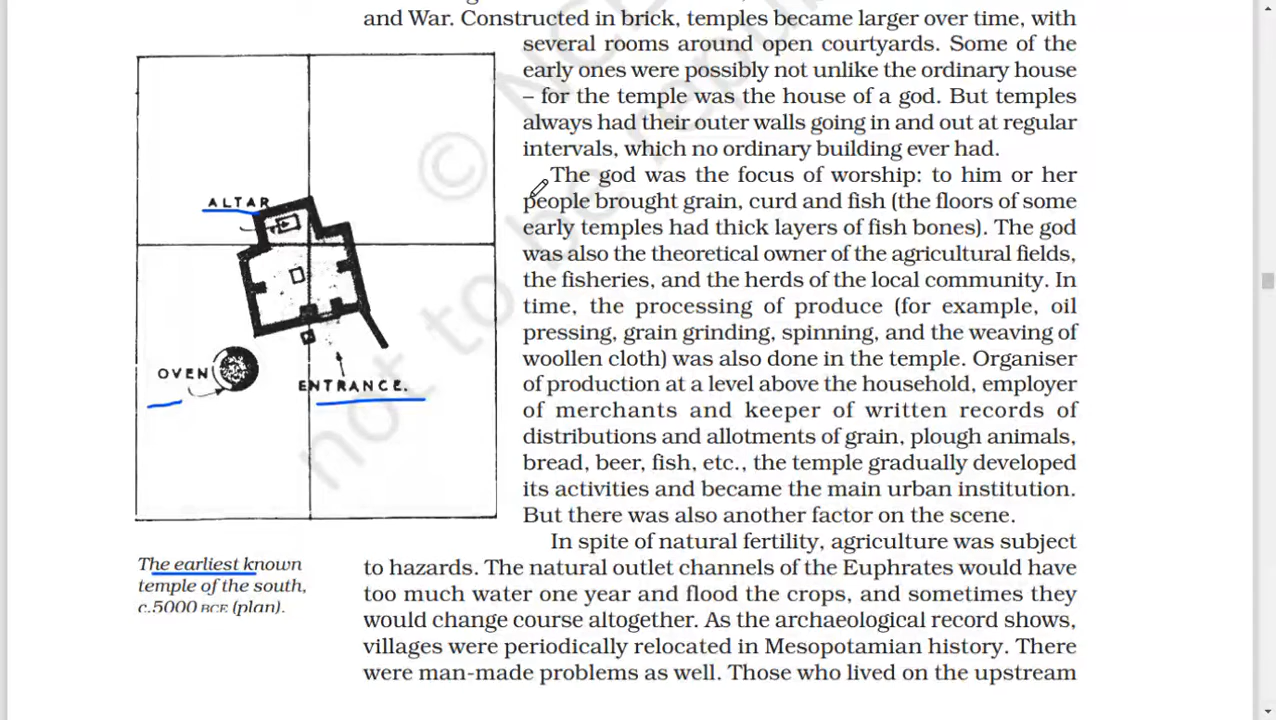 and War. Constructed in brick, temples became larger over time, with
several rooms around open courtyards. Some of the
early ones were possibly not unlike the ordinary house
– for the temple was the house of a god. But temples
always had their outer walls going in and out at regular
intervals, which no ordinary building ever had.
The god was the focus of worship: to him or her
people brought grain, curd and fish (the floors of some
early temples had thick layers of fish bones). The god
was also the theoretical owner of the agricultural fields,
the fisheries, and the herds of the local community. In
time, the processing of produce (for example, oil
pressing, grain grinding, spinning, and the weaving of
woollen cloth) was also done in the temple. Organiser
of production at a level above the household, employer
of merchants and keeper of written records of
distributions and allotments of grain, plough animals,
bread, beer, fish, etc., the temple gradually developed
its activities and became the main urban institution.
But there was also another factor on the scene.
In spite of natural fertility, agriculture was subject
to hazards. The natural outlet channels of the Euphrates would have
too much water one year and flood the crops, and sometimes they
would change course altogether. As the archaeological record shows,
villages were periodically relocated in Mesopotamian history. There
were man-made problems as well. Those who lived on the upstream
ALTAR
OVEN
ENTRANCE.
The earliest known
temple of the south,
c.5000 BCE (plan).
not to be repu
© NCE